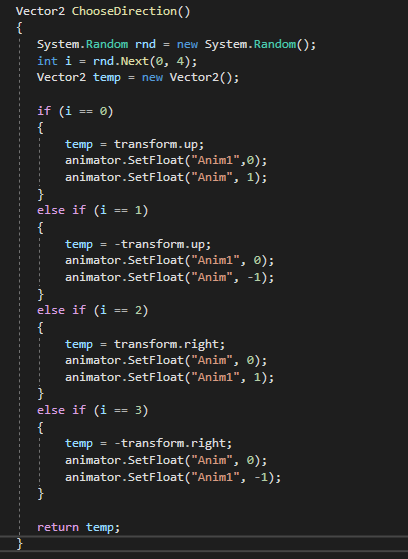 Vector2 ChooseDirection()
{
System.Random rnd = new System.Random();
int i = rnd.Next(0, 4);
Vector2 temp = new Vector2();
if (i == 0)
{
temp = transform.up;
animator.SetFloat("Anim1",0);
animator.SetFloat("Anim", 1);
}
else if (i == 1)
{
temp = -transform.up;
animator.SetFloat("Anim1", 0);
animator.SetFloat("Anim", -1);
}
else if (i == 2)
{
temp = transform.right;
animator.SetFloat("Anim", 0);
animator.SetFloat("Anim1", 1);
}
else if (i == 3)
{
temp = -transform.right;
animator.SetFloat("Anim", 0);
animator.SetFloat("Anim1", -1);
}
return temp;
}